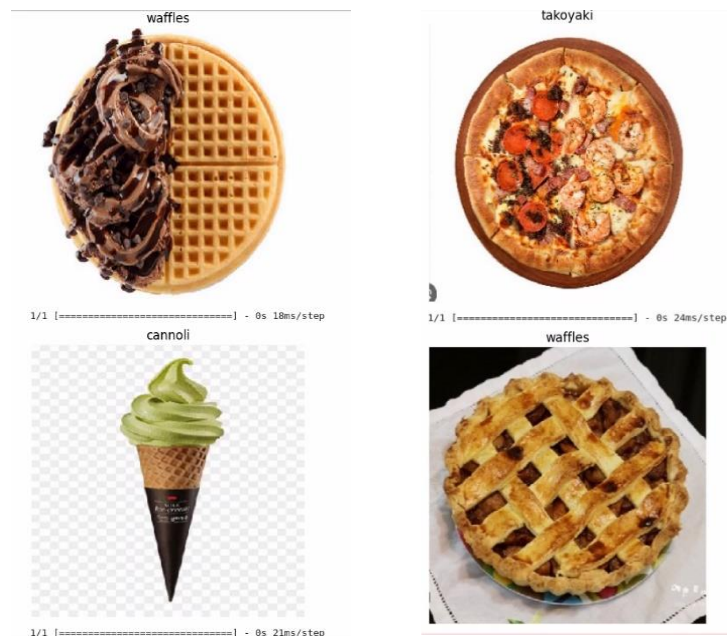 waffles
takoyaki
1/1 [==============================] - 0s 18ms/step
1/1 [==============================] - 0s 24ms/step
cannoli
waffles
1/1 [==============================] - 0s 21ms/step